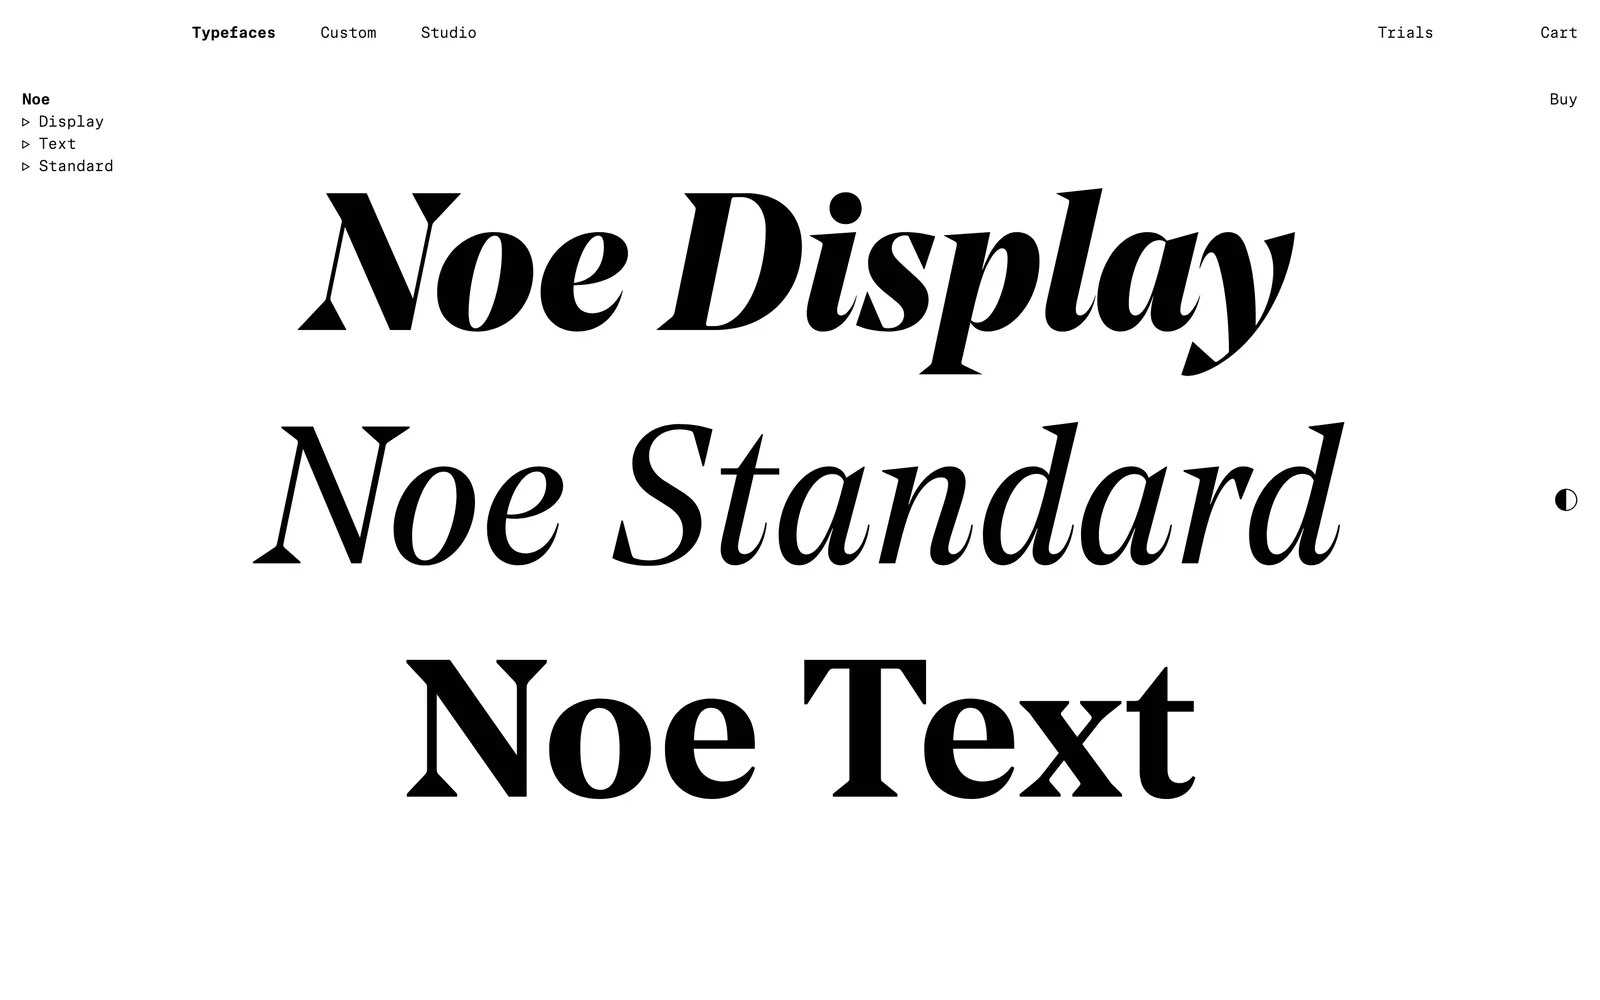 Typefaces Custom Studio Trials Cart
Noe Buy
▷ Display
▷ Text
▷ Standard
Noe Display
Noe Standard
Noe Text